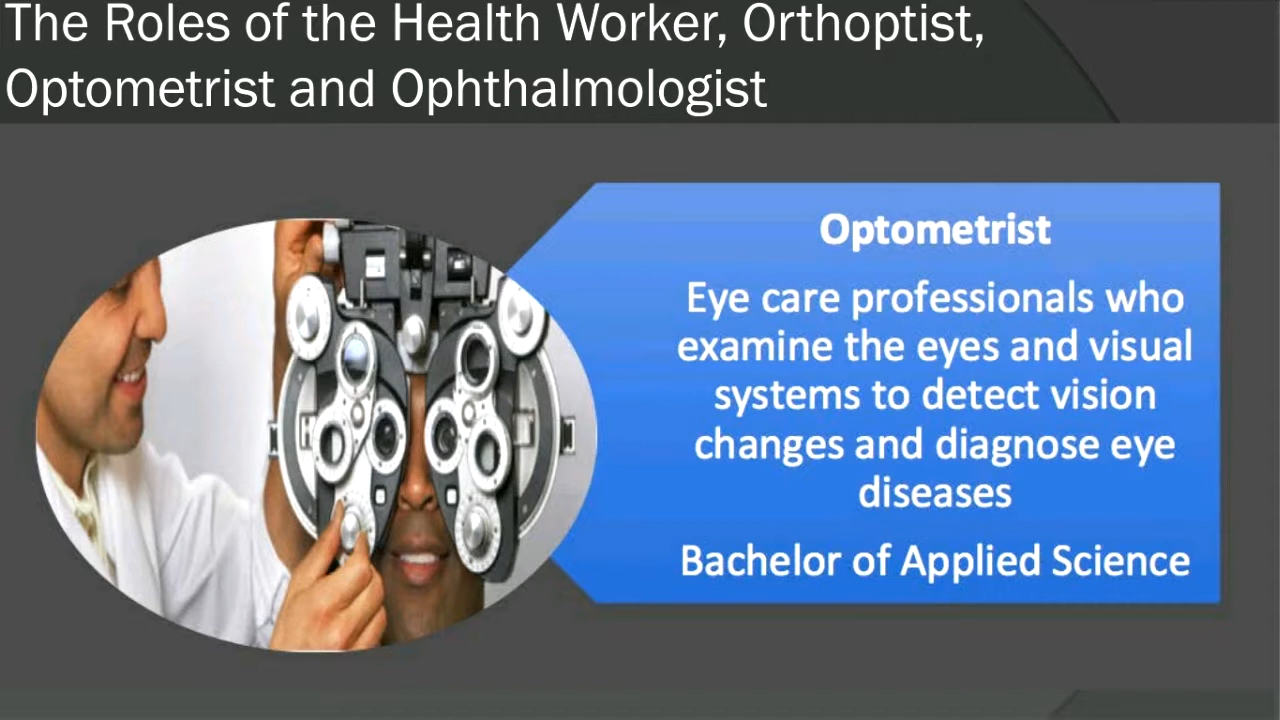 The Roles of the Health Worker, Orthoptist,
Optometrist and Ophthalmologist
Optometrist
Eye care professionals who
examine the eyes and visual
systems to detect vision
changes and diagnose eye
diseases
Bachelor of Applied Science